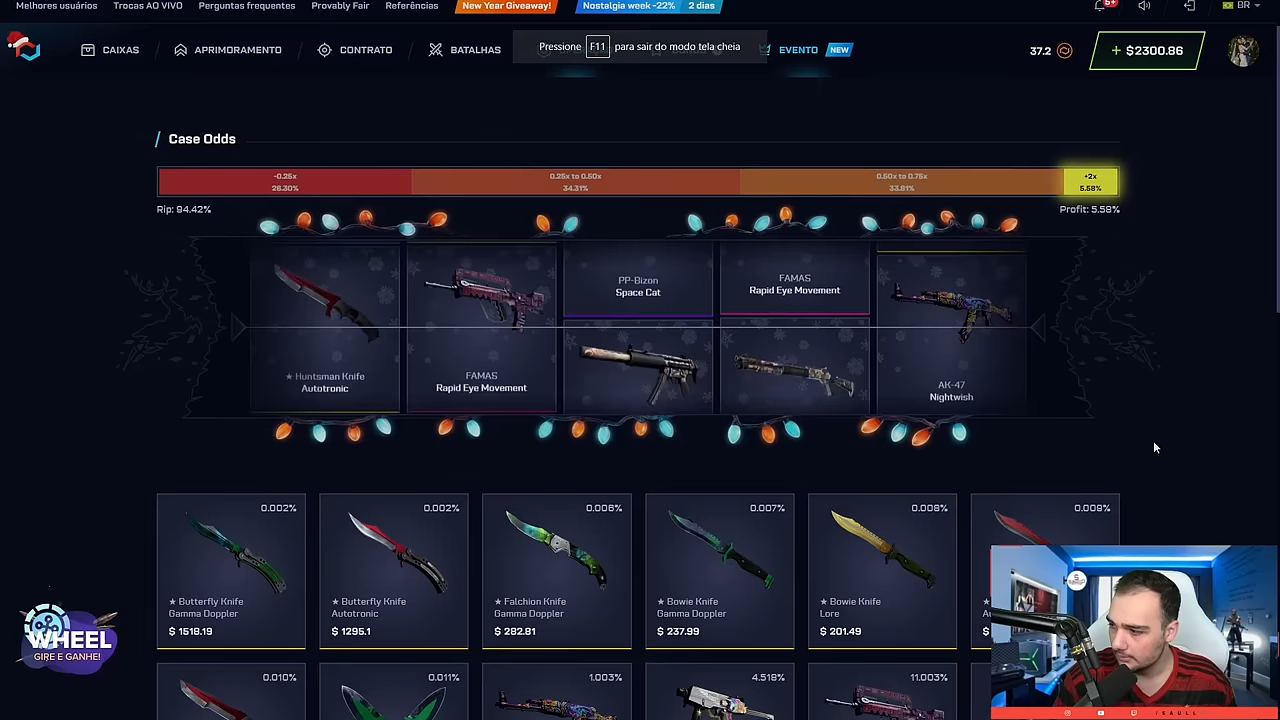 Melhores usuários Trocas AO VIVO Perguntas frequentes Provably Fair Referências New Year Giveaway! Nostalgia week -22% 2 dias 5+ BR
CAIXAS APRIMORAMENTO CONTRATO BATALHAS Pressione F11 para sair do modo tela cheia EVENTO NEW 37.2 + $2300.86
Case Odds
-0.25x 0.25x to 0.50x 0.50x to 0.75x +2x
26.30% 34.31% 33.81% 5.58%
Rip: 94.42% Profit: 5.58%
PP-Bizon
Space Cat
FAMAS
Rapid Eye Movement
★ Huntsman Knife
Autotronic
FAMAS
Rapid Eye Movement
AK-47
Nightwish
0.002% 0.002% 0.006% 0.007% 0.008% 0.009%
★ Butterfly Knife ★ Butterfly Knife ★ Falchion Knife ★ Bowie Knife ★ Bowie Knife ★
Gamma Doppler Autotronic Gamma Doppler Gamma Doppler Lore
$ 1518.19 $ 1295.1 $ 282.81 $ 237.99 $ 201.49 $
WHEEL
GIRE E GANHE!
0.010% 0.011% 1.003% 4.518% 11.003%
/SAULL